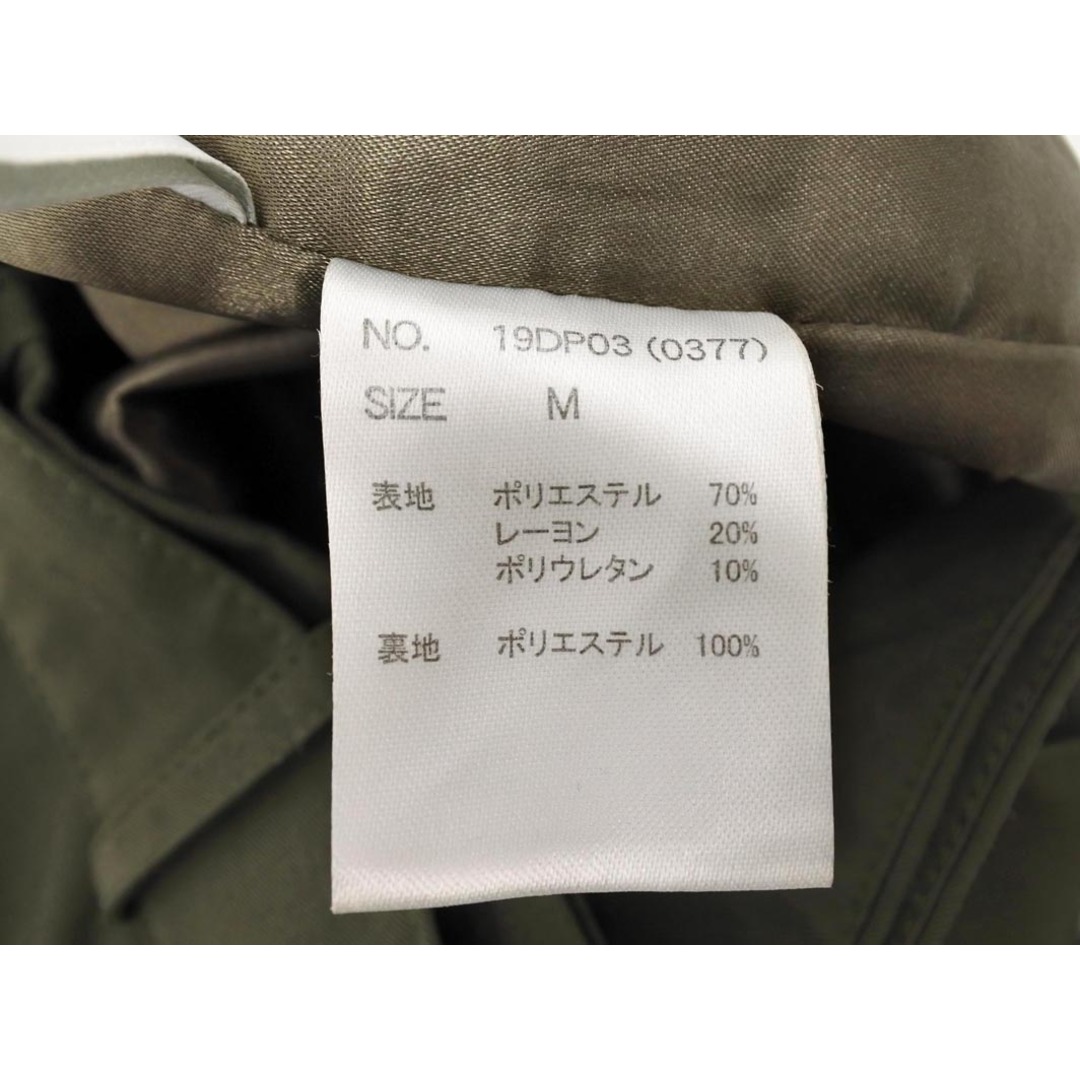 NO. 19DP03 (0377)
SIZE M
表地 ポリエステル 70%
レーヨン 20%
ポリウレタン 10%
裏地 ポリエステル 100%